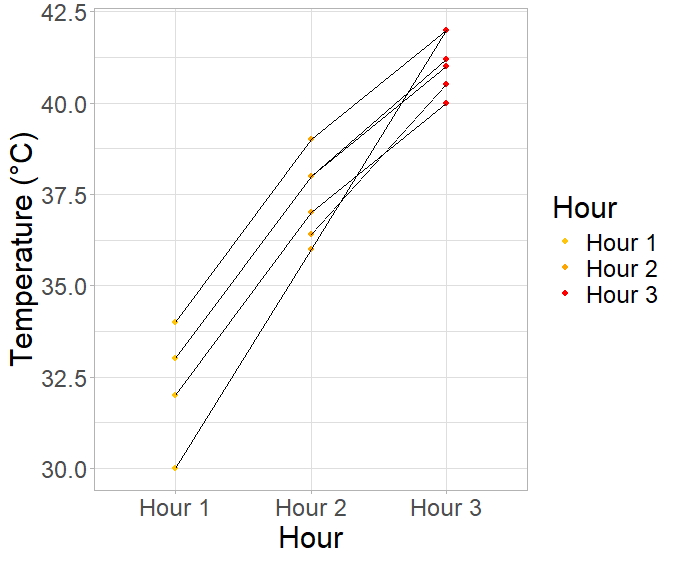 42.5
40.0
37.5
35.0
32.5
30.0
Temperature (°C)
Hour 1 Hour 2 Hour 3
Hour
Hour
Hour 1
Hour 2
Hour 3